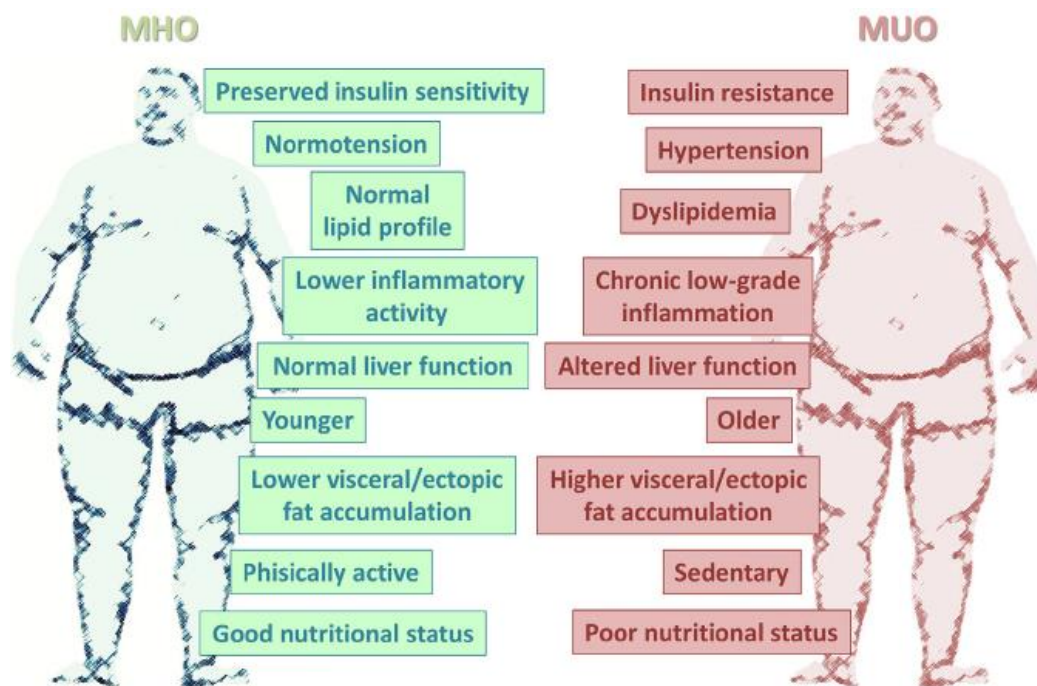 MHO
MUO
Preserved insulin sensitivity
Insulin resistance
Normotension
Hypertension
Normal
lipid profile
Dyslipidemia
Lower inflammatory
activity
Chronic low-grade
inflammation
Normal liver function
Altered liver function
Younger
Older
Lower visceral/ectopic
fat accumulation
Higher visceral/ectopic
fat accumulation
Phisically active
Sedentary
Good nutritional status
Poor nutritional status